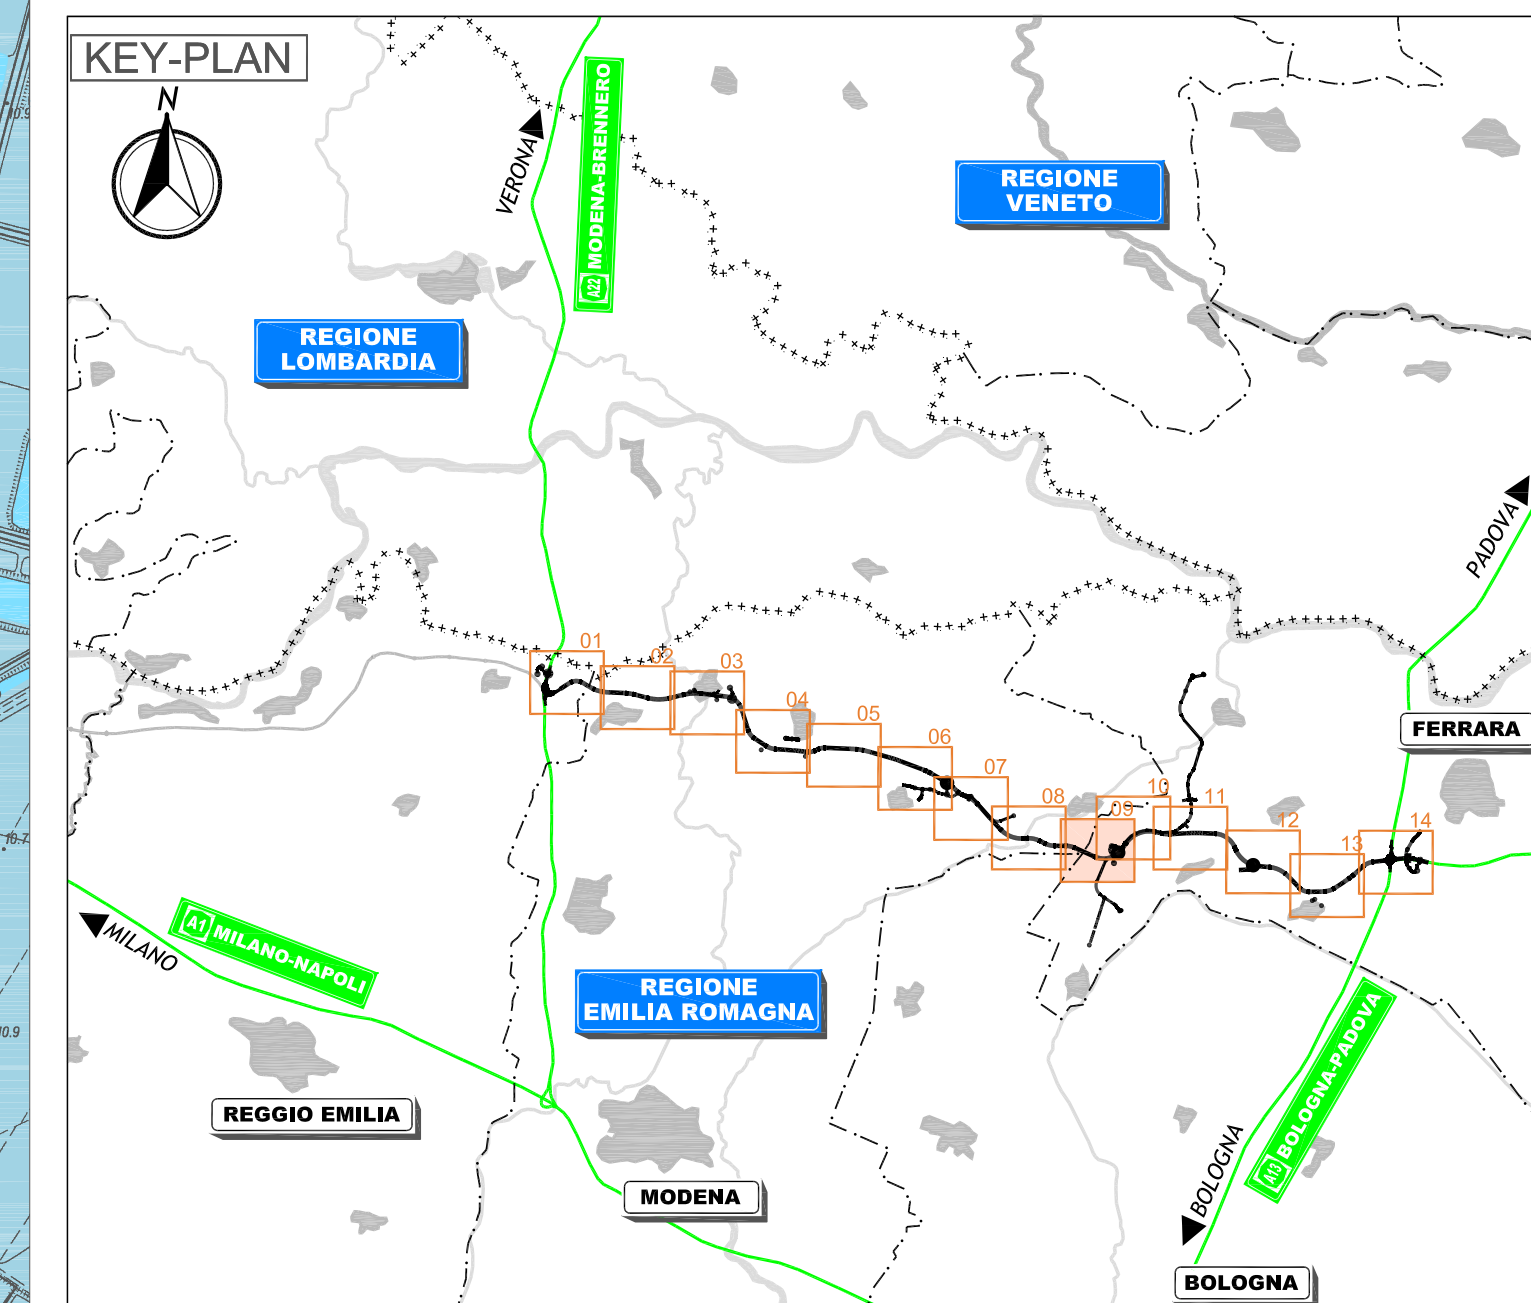 KEY-PLAN
N
VERONA
A22 MODENA-BRENNERO
REGIONE
VENETO
REGIONE
LOMBARDIA
PADOVA
01
02
03
04
05
06
07
08
09
10
11
12
13
14
FERRARA
A1 MILANO-NAPOLI
MILANO
REGIONE
EMILIA ROMAGNA
A13 BOLOGNA-PADOVA
REGGIO EMILIA
MODENA
BOLOGNA
BOLOGNA
10.7